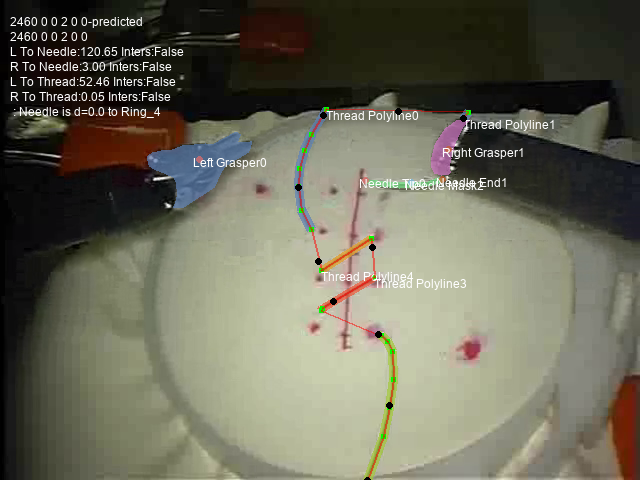 2460 0 0 2 0 0-predicted
2460 0 0 2 0 0
L To Needle:120.65 Inters:False
R To Needle:3.00 Inters:False
L To Thread:52.46 Inters:False
R To Thread:0.05 Inters:False
: Needle is d=0.0 to Ring_4
Thread Polyline0
Thread Polyline1
Right Grasper1
Left Grasper0
Needle Tip0
Needle Mask2
Needle End1
Thread Polyline4
Thread Polyline3